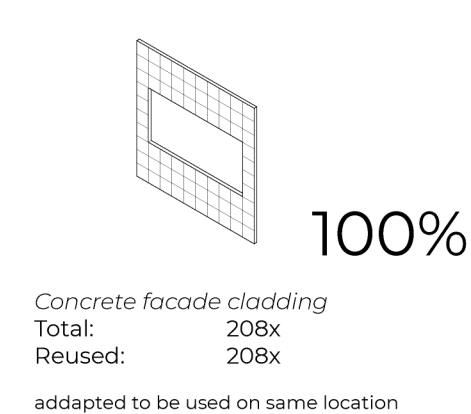 100%
Concrete facade cladding
Total: 208x
Reused: 208x
addapted to be used on same location